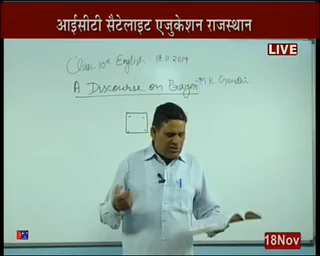 आईसीटी सैटेलाइट एजुकेशन राजस्थान
LIVE
Class-10th English 18.11.2019
A Discourse on Prayer:-M.K. Gandhi
18Nov